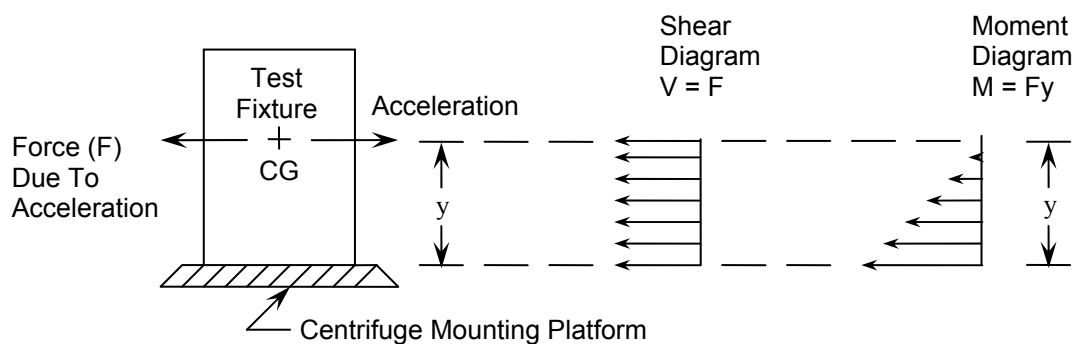 Shear
Diagram
V = F
Moment
Diagram
M = Fy
Test
Fixture
CG
Acceleration
Force (F)
Due To
Acceleration
y
y
Centrifuge Mounting Platform